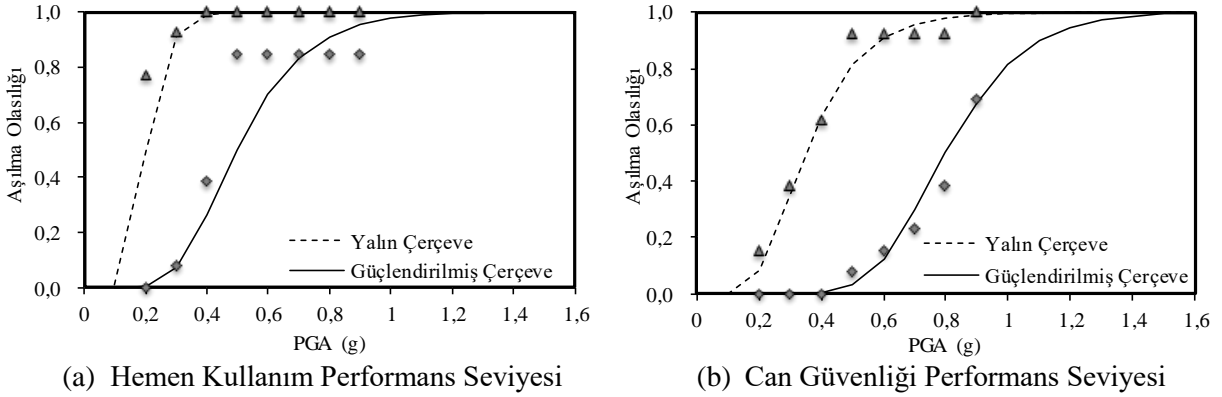 1,0
0,8
0,6
0,4
0,2
0,0
Aşılma Olasılığı
Yalın Çerçeve
Güçlendirilmiş Çerçeve
0 0,2 0,4 0,6 0,8 1 1,2 1,4 1,6
PGA (g)
(a) Hemen Kullanım Performans Seviyesi
1,0
0,8
0,6
0,4
0,2
0,0
Aşılma Olasılığı
Yalın Çerçeve
Güçlendirilmiş Çerçeve
0 0,2 0,4 0,6 0,8 1 1,2 1,4 1,6
PGA (g)
(b) Can Güvenliği Performans Seviyesi